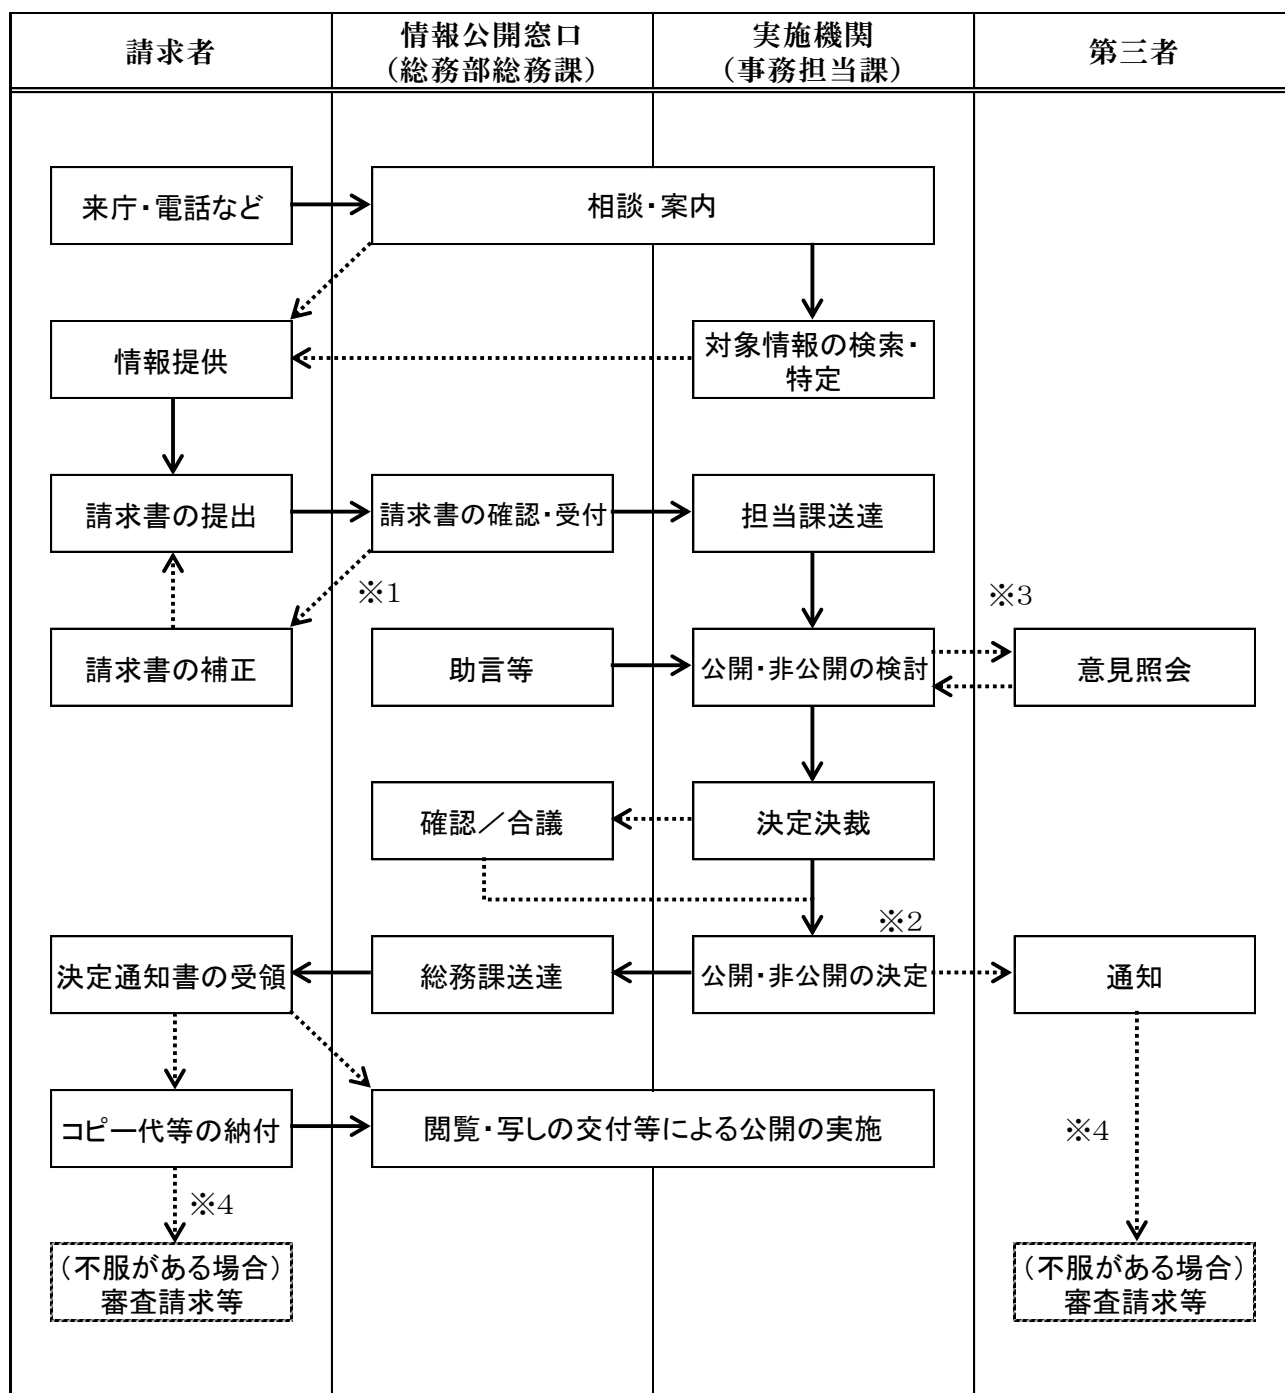 請求者
情報公開窓口
（総務部総務課）
実施機関
（事務担当課）
第三者
来庁・電話など
相談・案内
情報提供
対象情報の検索・
特定
請求書の提出
請求書の確認・受付
担当課送達
※1
※3
請求書の補正
助言等
公開・非公開の検討
意見照会
確認／合議
決定決裁
※2
決定通知書の受領
総務課送達
公開・非公開の決定
通知
コピー代等の納付
閲覧・写しの交付等による公開の実施
※4
※4
（不服がある場合）
審査請求等
（不服がある場合）
審査請求等